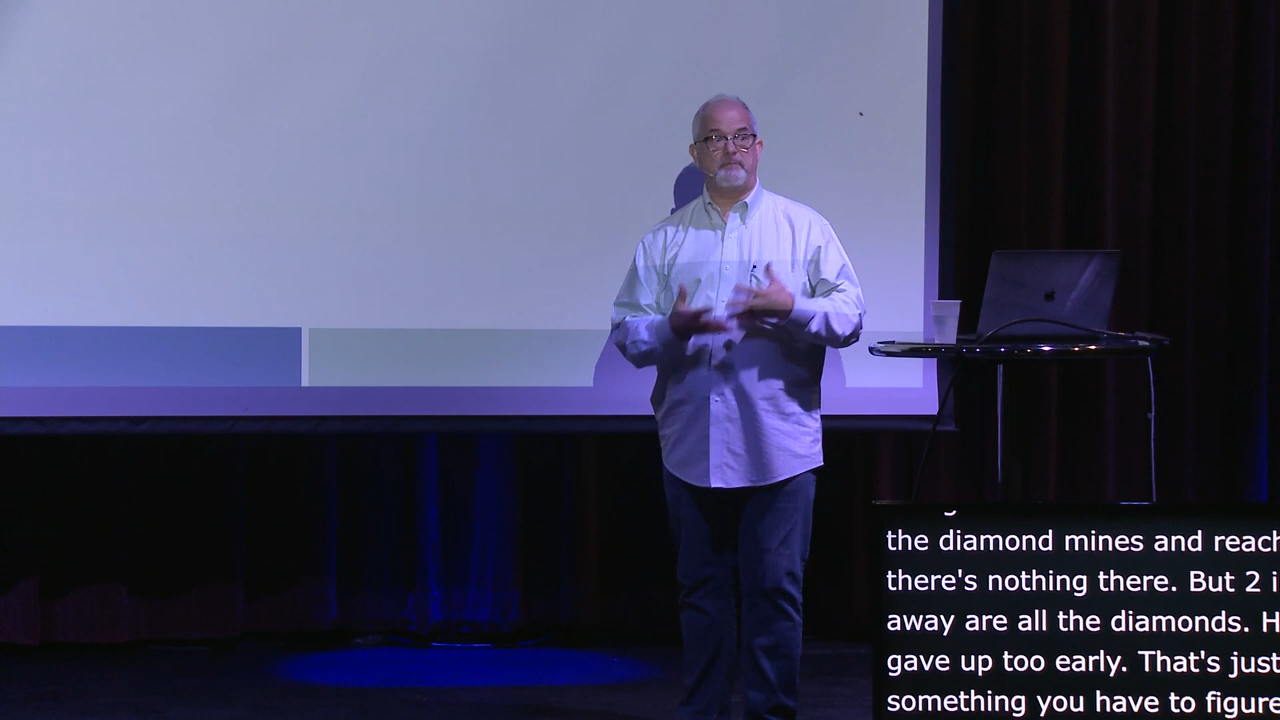 the diamond mines and reach
there's nothing there. But 2 i
away are all the diamonds. H
gave up too early. That's just
something you have to figure